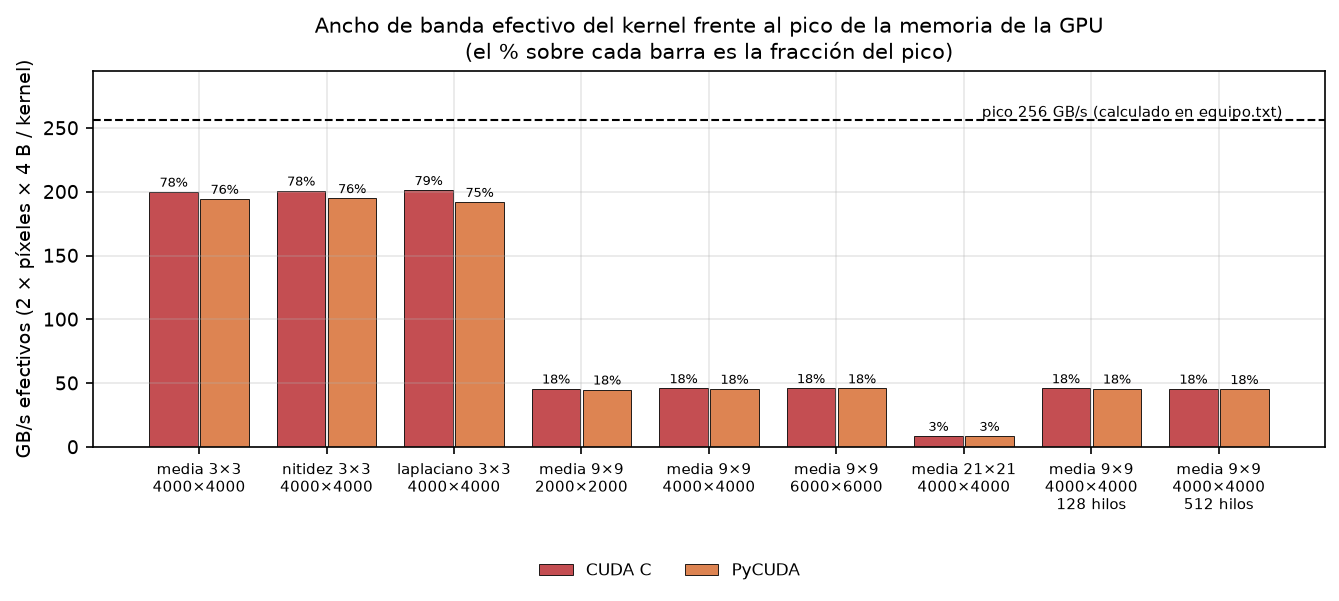 Ancho de banda efectivo del kernel frente al pico de la memoria de la GPU
(el % sobre cada barra es la fracción del pico)
GB/s efectivos (2 × píxeles × 4 B / kernel)
250
200
150
100
50
0
pico 256 GB/s (calculado en equipo.txt)
78% 76% 78% 76% 79% 75% 18% 18% 18% 18% 18% 18% 3% 3% 18% 18% 18% 18%
media 3×3
4000×4000
nitidez 3×3
4000×4000
laplaciano 3×3
4000×4000
media 9×9
2000×2000
media 9×9
4000×4000
media 9×9
6000×6000
media 21×21
4000×4000
media 9×9
4000×4000
128 hilos
media 9×9
4000×4000
512 hilos
CUDA C
PyCUDA